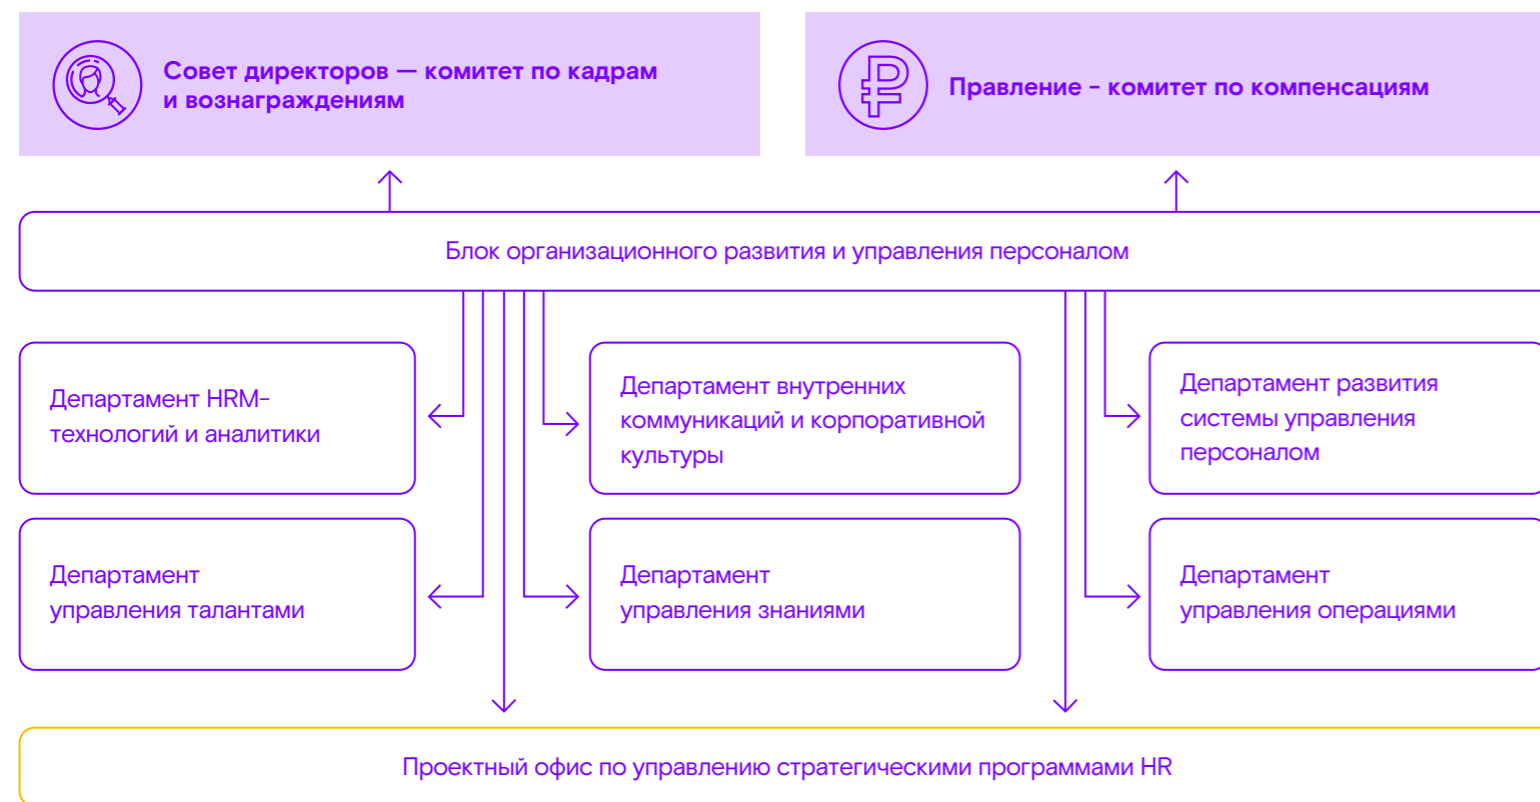 Совет директоров — комитет по кадрам
и вознаграждениям
Правление - комитет по компенсациям
Блок организационного развития и управления персоналом
Департамент HRM-
технологий и аналитики
Департамент внутренних
коммуникаций и корпоративной
культуры
Департамент развития
системы управления
персоналом
Департамент
управления талантами
Департамент
управления знаниями
Департамент
управления операциями
Проектный офис по управлению стратегическими программами HR